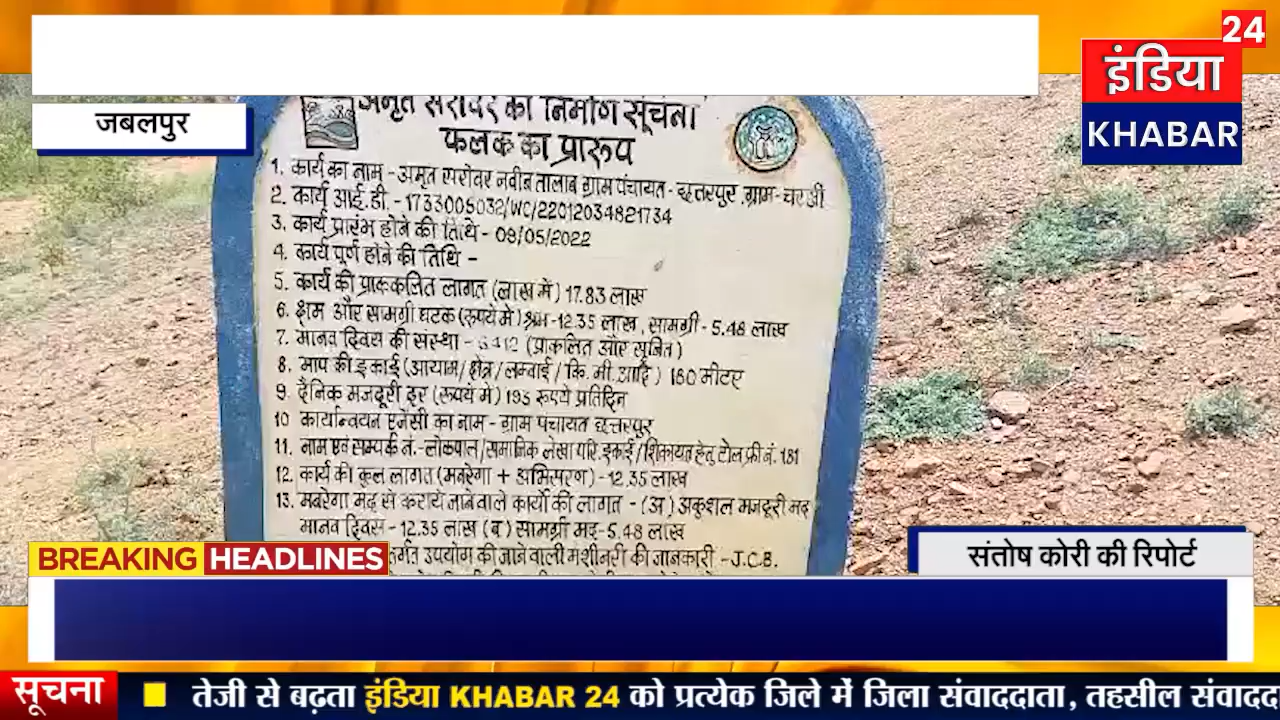 24
इंडिया
KHABAR
जबलपुर
अमृत सरोवर का निर्माण सूचना
फलक का प्रारूप
1. कार्य का नाम - अमृत सरोवर नवीन तालाब ग्राम पंचायत - छत्तरपुर, ग्राम - चरडी
2. कार्य आई. डी. - 1733005032/WC/22012034821734
3. कार्य प्रारंभ होने की तिथि - 09/05/2022
4. कार्य पूर्ण होने की तिथि -
5. कार्य की प्राक्कलित लागत (लाख में) 17.83 लाख
6. श्रम और सामग्री घटक (रूपये में) श्रम - 12.35 लाख, सामग्री - 5.48 लाख
7. मानव दिवस की संस्था - 6412 (प्राकलित और सृजित)
8. माप की इकाई (आयाम/क्षेत्र/लम्बाई/कि.मी.आदि) 160 मीटर
9. दैनिक मजदूरी दर (रूपये में) 193 रूपये प्रतिदिन
10 कार्यान्वयन एजेंसी का नाम - ग्राम पंचायत छत्तरपुर
11. नाम एवं सम्पर्क नं.- लोकपाल/समाजिक लेखा परि. इकाई/शिकायत हेतु टोल फ्री नं. 181
12. कार्य की कुल लागत (मनरेगा + अभिसरण) - 12.35 लाख
13. मनरेगा मद से कराये जाने वाले कार्यो की लागत - (अ) अकुशल मजदूरी मद
मानव दिवस - 12.35 लाख (ब) सामग्री मद - 5.48 लाख
उपयोग की जाने वाली मशीनरी की जानकारी - J.C.B.
BREAKING HEADLINES
संतोष कोरी की रिपोर्ट
सूचना
तेजी से बढ़ता इंडिया KHABAR 24 को प्रत्येक जिले में जिला संवाददाता, तहसील संवादद